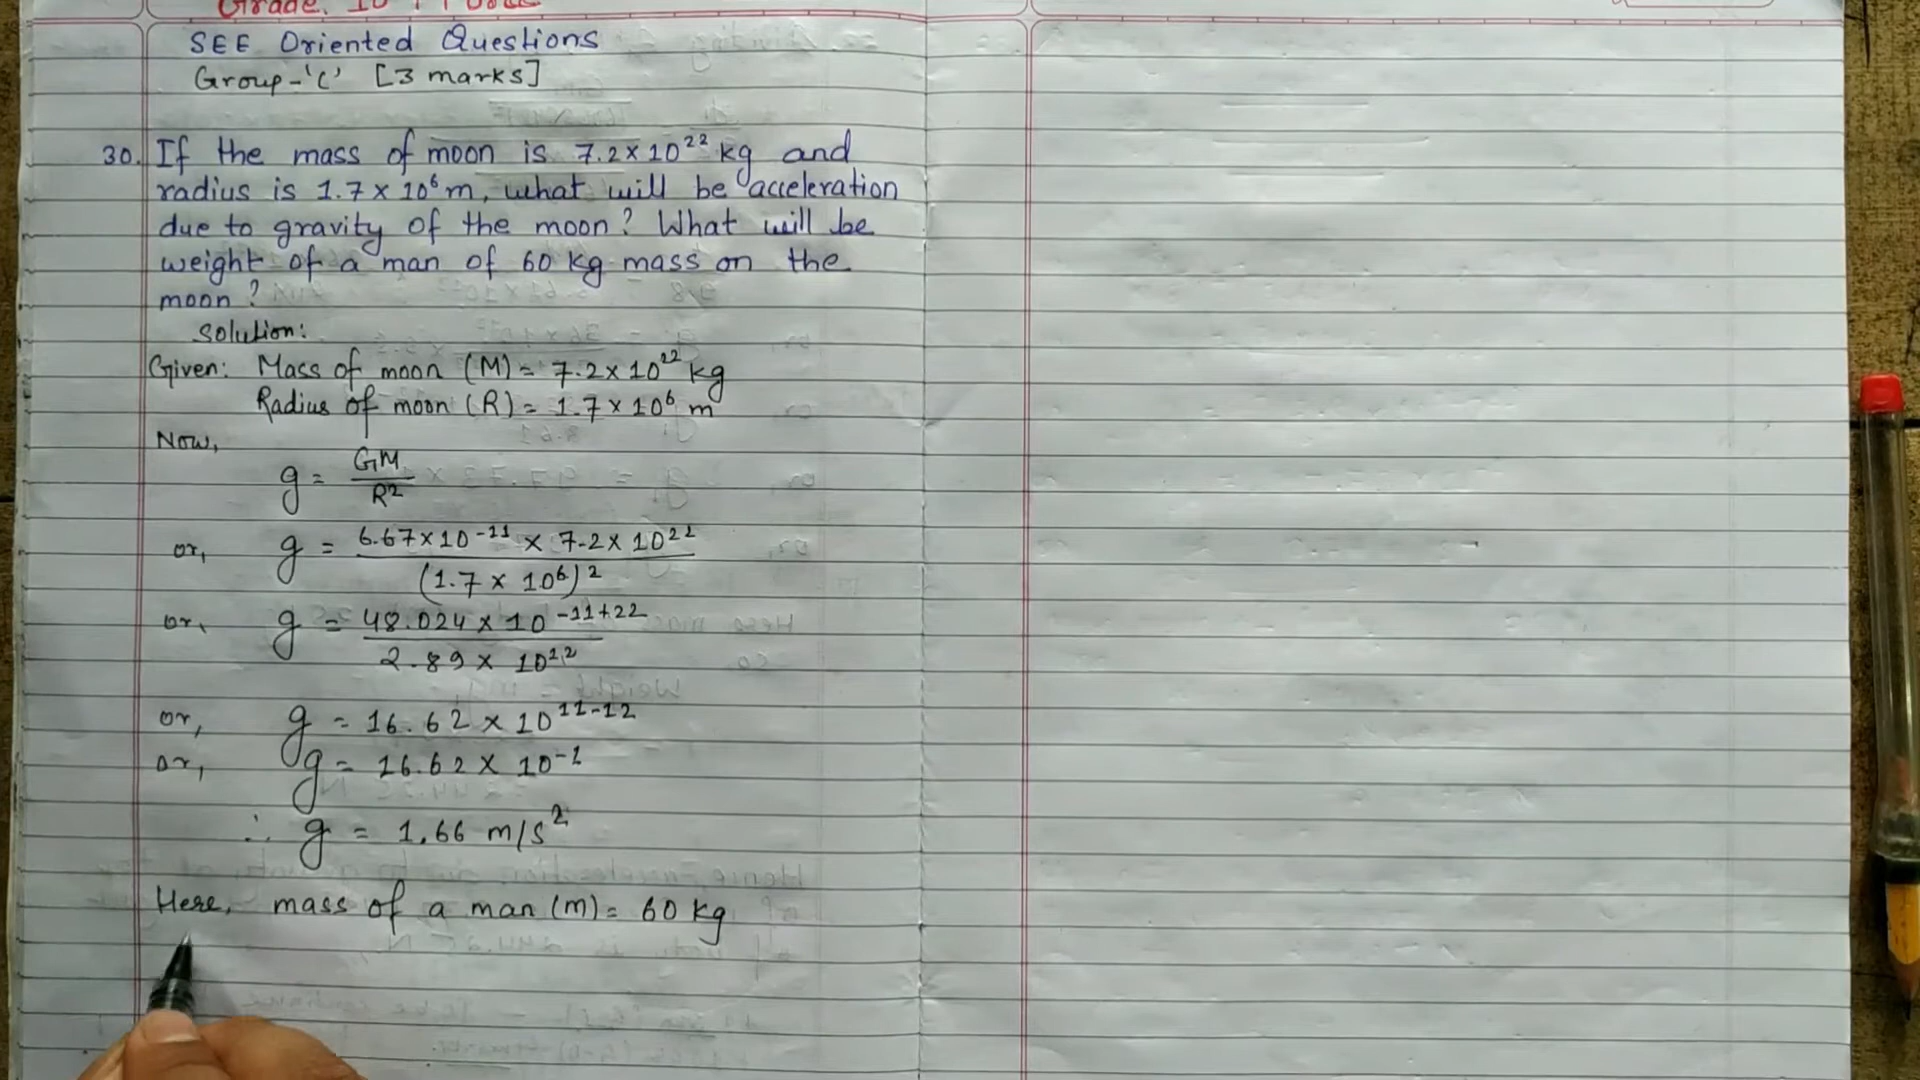 SEE Oriented Questions
Group-'C' [3 marks]
30. If the mass of moon is 7.2 x 10²² kg and
radius is 1.7 x 10⁶ m, what will be acceleration
due to gravity of the moon? What will be
weight of a man of 60 kg mass on the
moon?
Solution:
Given: Mass of moon (M) = 7.2 x 10²² kg
Radius of moon (R) = 1.7 x 10⁶ m
Now,
g = GM / R²
or, g = 6.67 x 10⁻¹¹ x 7.2 x 10²² / (1.7 x 10⁶)²
or, g = 48.024 x 10⁻¹¹⁺²² / 2.89 x 10¹²
or, g = 16.62 x 10¹¹⁻¹²
or, g = 16.62 x 10⁻¹
∴ g = 1.66 m/s²
Here, mass of a man (m) = 60 kg